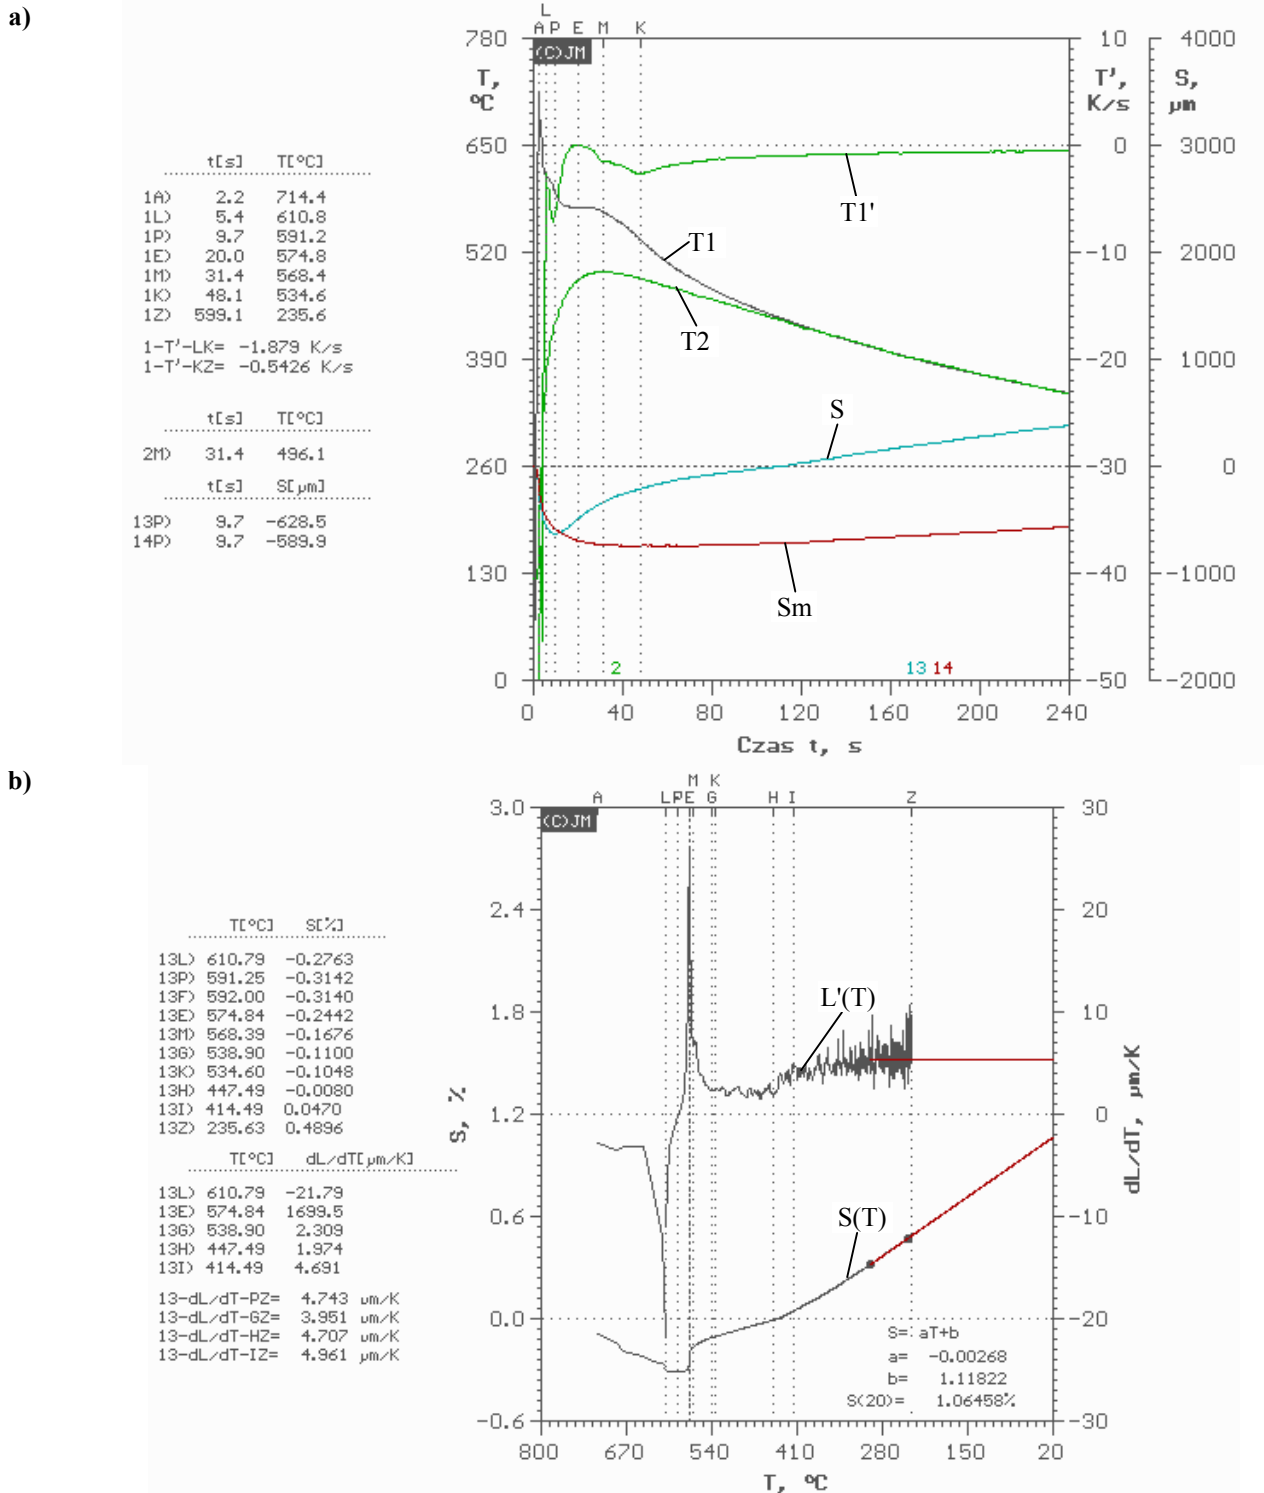 a)
L
A P E M K
780 10 4000
(C)JM
T, T', S,
ºC K/s µm
650 0 3000
520 -10 2000
390 -20 1000
260 -30 0
130 -40 -1000
0 -50 -2000
t[s] T[°C]
1A) 2.2 714.4
1L) 5.4 610.8
1P) 9.7 591.2
1E) 20.0 574.8
1M) 31.4 568.4
1K) 48.1 534.6
1Z) 599.1 235.6
1-T'-LK= -1.879 K/s
1-T'-KZ= -0.5426 K/s
t[s] T[°C]
2M) 31.4 496.1
t[s] S[µm]
13P) 9.7 -628.5
14P) 9.7 -589.9
T1'
T1
T2
S
Sm
2 13 14
0 40 80 120 160 200 240
Czas t, s
b)
M K
A L P E G H I Z
3.0 30
(C)JM
2.4 20
1.8 10
1.2 0
0.6 -10
0.0 -20
-0.6 -30
S, %
dL/dT, µm/K
T[°C] S[%]
13L) 610.79 -0.2763
13P) 591.25 -0.3142
13F) 592.00 -0.3140
13E) 574.84 -0.2442
13M) 568.39 -0.1676
13G) 538.90 -0.1100
13K) 534.60 -0.1048
13H) 447.49 -0.0080
13I) 414.49 0.0470
13Z) 235.63 0.4896
T[°C] dL/dT[µm/K]
13L) 610.79 -21.79
13E) 574.84 1699.5
13G) 538.90 2.309
13H) 447.49 1.974
13I) 414.49 4.691
13-dL/dT-PZ= 4.743 µm/K
13-dL/dT-GZ= 3.951 µm/K
13-dL/dT-HZ= 4.707 µm/K
13-dL/dT-IZ= 4.961 µm/K
L'(T)
S(T)
S= aT+b
a= -0.00268
b= 1.11822
S(20)= 1.06458%
800 670 540 410 280 150 20
T, ºC